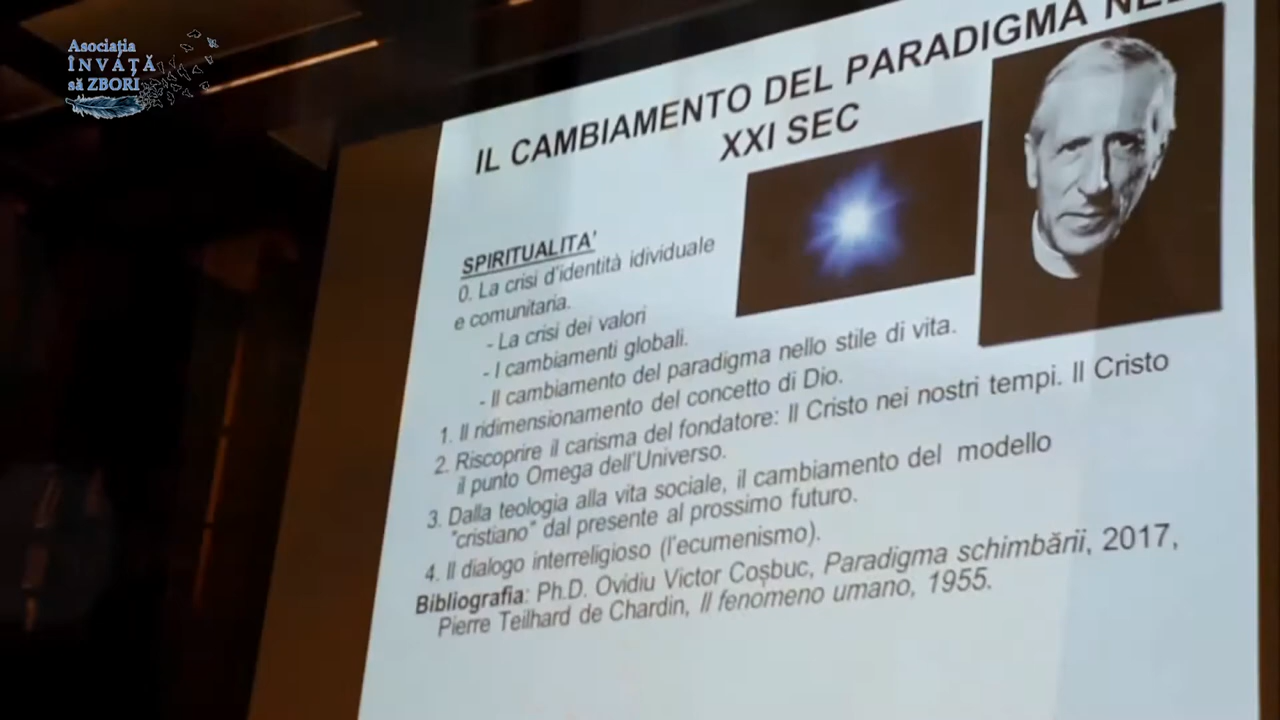 Asociația
ÎNVAȚĂ
să ZBORI
IL CAMBIAMENTO DEL PARADIGMA
XXI SEC
SPIRITUALITA'
0. La crisi d'identità idividuale
e comunitaria.
- La crisi dei valori
- I cambiamenti globali.
- Il cambiamento del paradigma nello stile di vita.
1. Il ridimensionamento del concetto di Dio.
2. Riscoprire il carisma del fondatore: Il Cristo nei nostri tempi. Il Cristo
il punto Omega dell'Universo.
3. Dalla teologia alla vita sociale, il cambiamento del modello
"cristiano" dal presente al prossimo futuro.
4. Il dialogo interreligioso (l'ecumenismo).
Bibliografia: Ph.D. Ovidiu Victor Coșbuc, Paradigma schimbării, 2017,
Pierre Teilhard de Chardin, Il fenomeno umano, 1955.